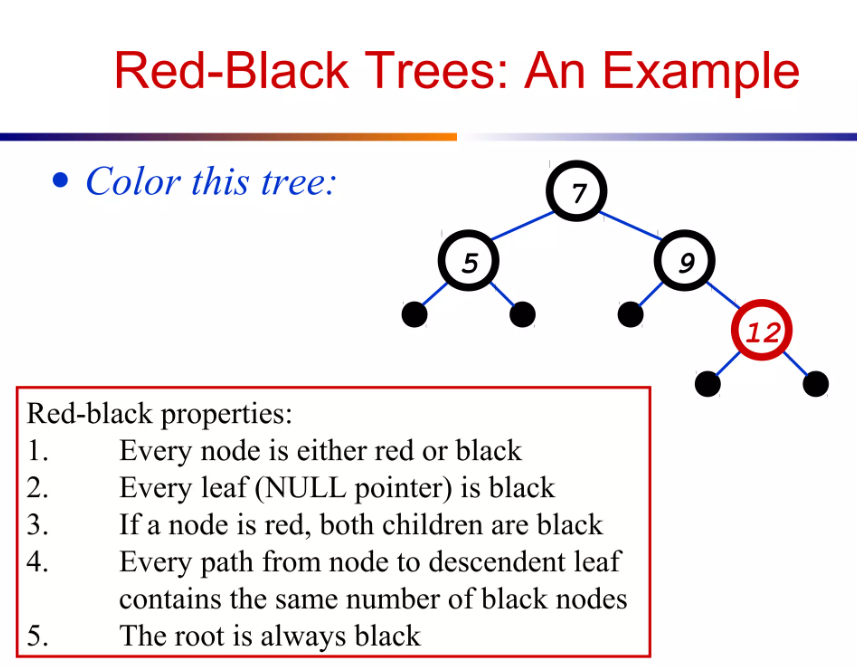 Red-Black Trees: An Example
• Color this tree:
7
5
9
12
Red-black properties:
1. Every node is either red or black
2. Every leaf (NULL pointer) is black
3. If a node is red, both children are black
4. Every path from node to descendent leaf
contains the same number of black nodes
5. The root is always black